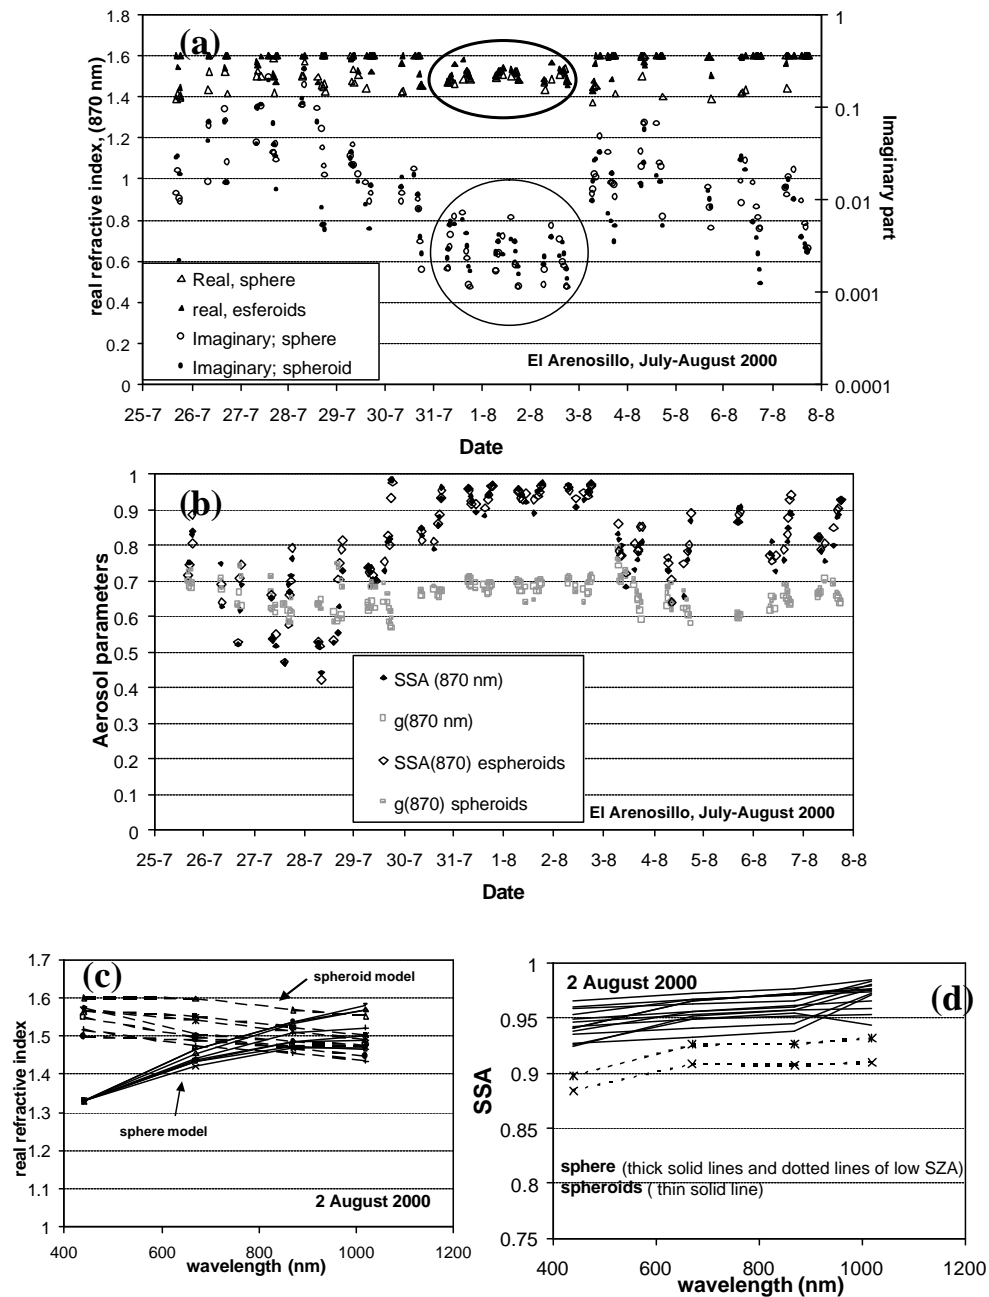 (a)
real refractive index, (870 nm)
1.8
1.6
1.4
1.2
1
0.8
0.6
0.4
0.2
0
1
0.1
0.01
0.001
0.0001
Imaginary part
Real, sphere
real, esferoids
Imaginary; sphere
Imaginary; spheroid
El Arenosillo, July-August 2000
25-7 26-7 27-7 28-7 29-7 30-7 31-7 1-8 2-8 3-8 4-8 5-8 6-8 7-8 8-8
Date
(b)
Aerosol parameters
1
0.9
0.8
0.7
0.6
0.5
0.4
0.3
0.2
0.1
0
SSA (870 nm)
g(870 nm)
SSA(870) espheroids
g(870) spheroids
El Arenosillo, July-August 2000
25-7 26-7 27-7 28-7 29-7 30-7 31-7 1-8 2-8 3-8 4-8 5-8 6-8 7-8 8-8
Date
(c)
real refractive index
1.7
1.6
1.5
1.4
1.3
1.2
1.1
1
spheroid model
sphere model
2 August 2000
400 600 800 1000 1200
wavelength (nm)
(d)
SSA
1
0.95
0.9
0.85
0.8
0.75
2 August 2000
sphere (thick solid lines and dotted lines of low SZA)
spheroids ( thin solid line)
400 600 800 1000 1200
wavelength (nm)